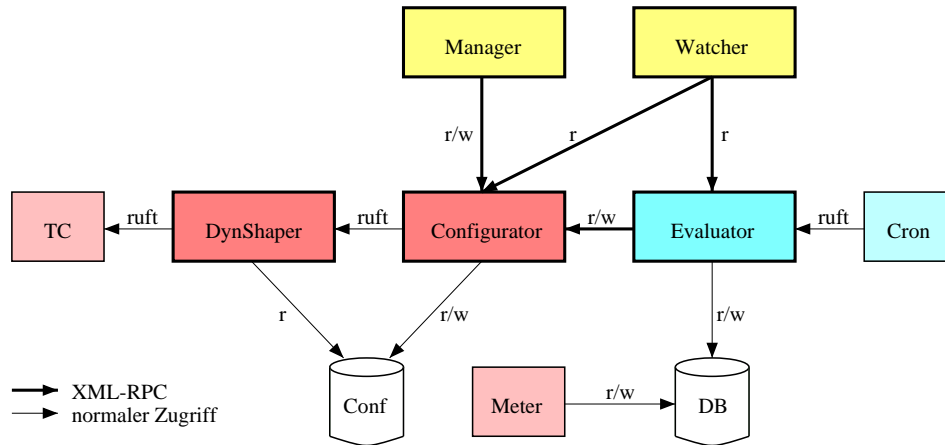 Manager
Watcher
r/w
r
r
TC
ruft
DynShaper
ruft
Configurator
r/w
Evaluator
ruft
Cron
r
r/w
r/w
XML-RPC
normaler Zugriff
Conf
Meter
r/w
DB